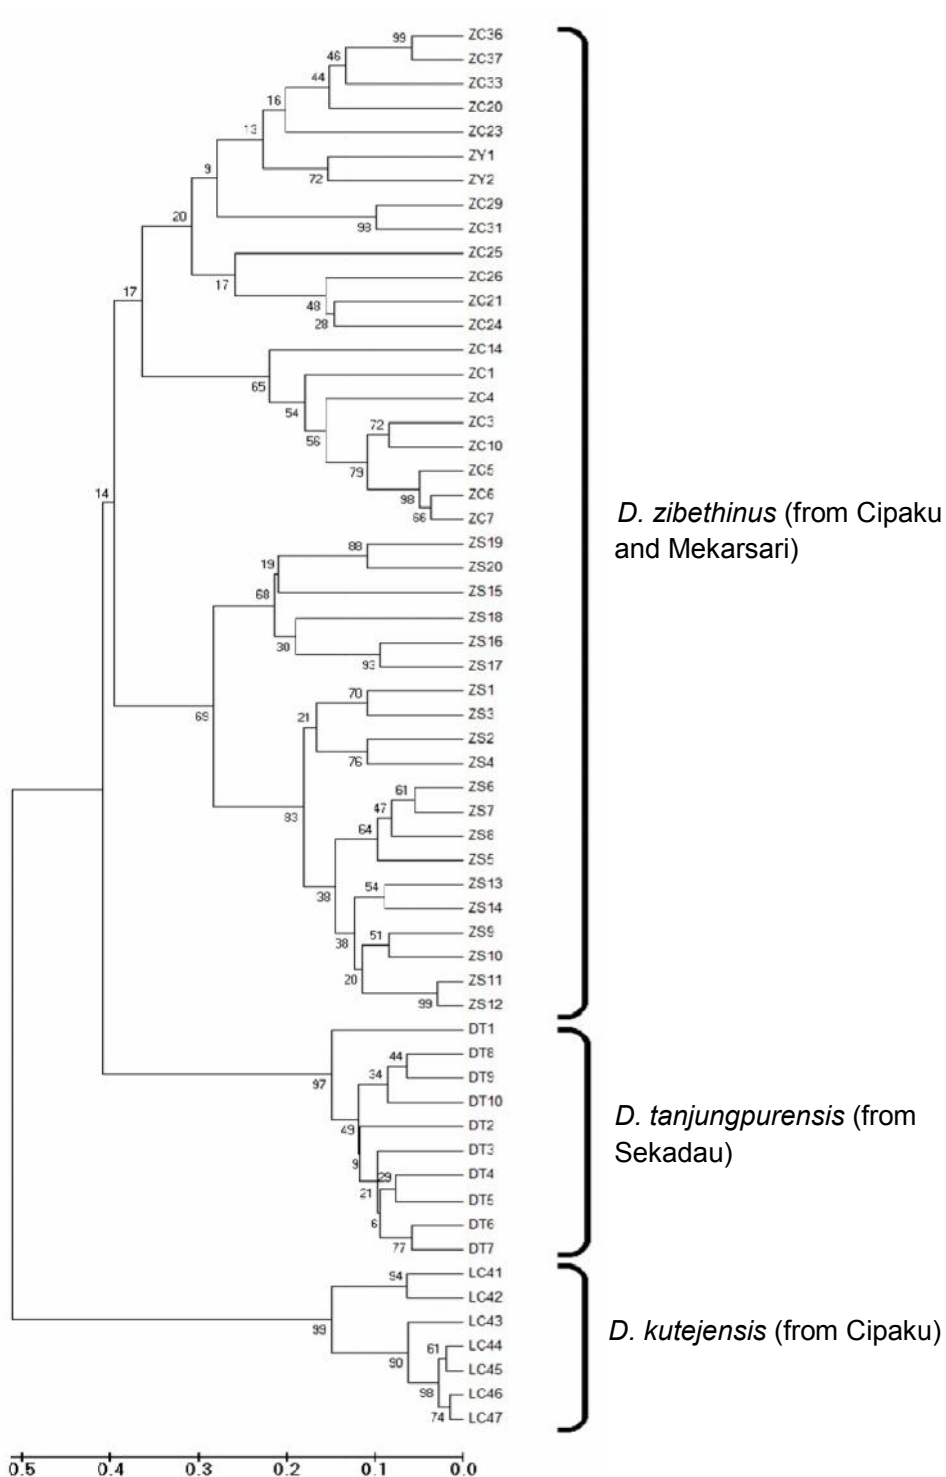 99 ZC36
ZC37
46
ZC33
44
ZC20
16
ZC23
13
ZY1
72 ZY2
9
ZC29
98 ZC31
20
ZC25
17
ZC26
48 ZC21
28 ZC24
17
ZC14
65
ZC1
54
ZC4
56
72 ZC3
ZC10
79
ZC5
98 ZC6
66 ZC7
14
88 ZS19
ZS20
19
ZS15
68
ZS18
30
ZS16
93 ZS17
69
70 ZS1
ZS3
21
ZS2
76 ZS4
83
61 ZS6
ZS7
47
ZS8
64
ZS5
38
54 ZS13
ZS14
38
51 ZS9
ZS10
20
ZS11
99 ZS12
D. zibethinus (from Cipaku
and Mekarsari)
DT1
97
44 DT8
DT9
34
DT10
49
DT2
9
DT3
21
29 DT4
DT5
6
DT6
77 DT7
D. tanjungpurensis (from
Sekadau)
94 LC41
LC42
99
LC43
90
61 LC44
LC45
98
LC46
74 LC47
D. kutejensis (from Cipaku)
0.5 0.4 0.3 0.2 0.1 0.0